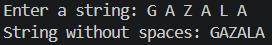 Enter a string: G A Z A L A
String without spaces: GAZALA